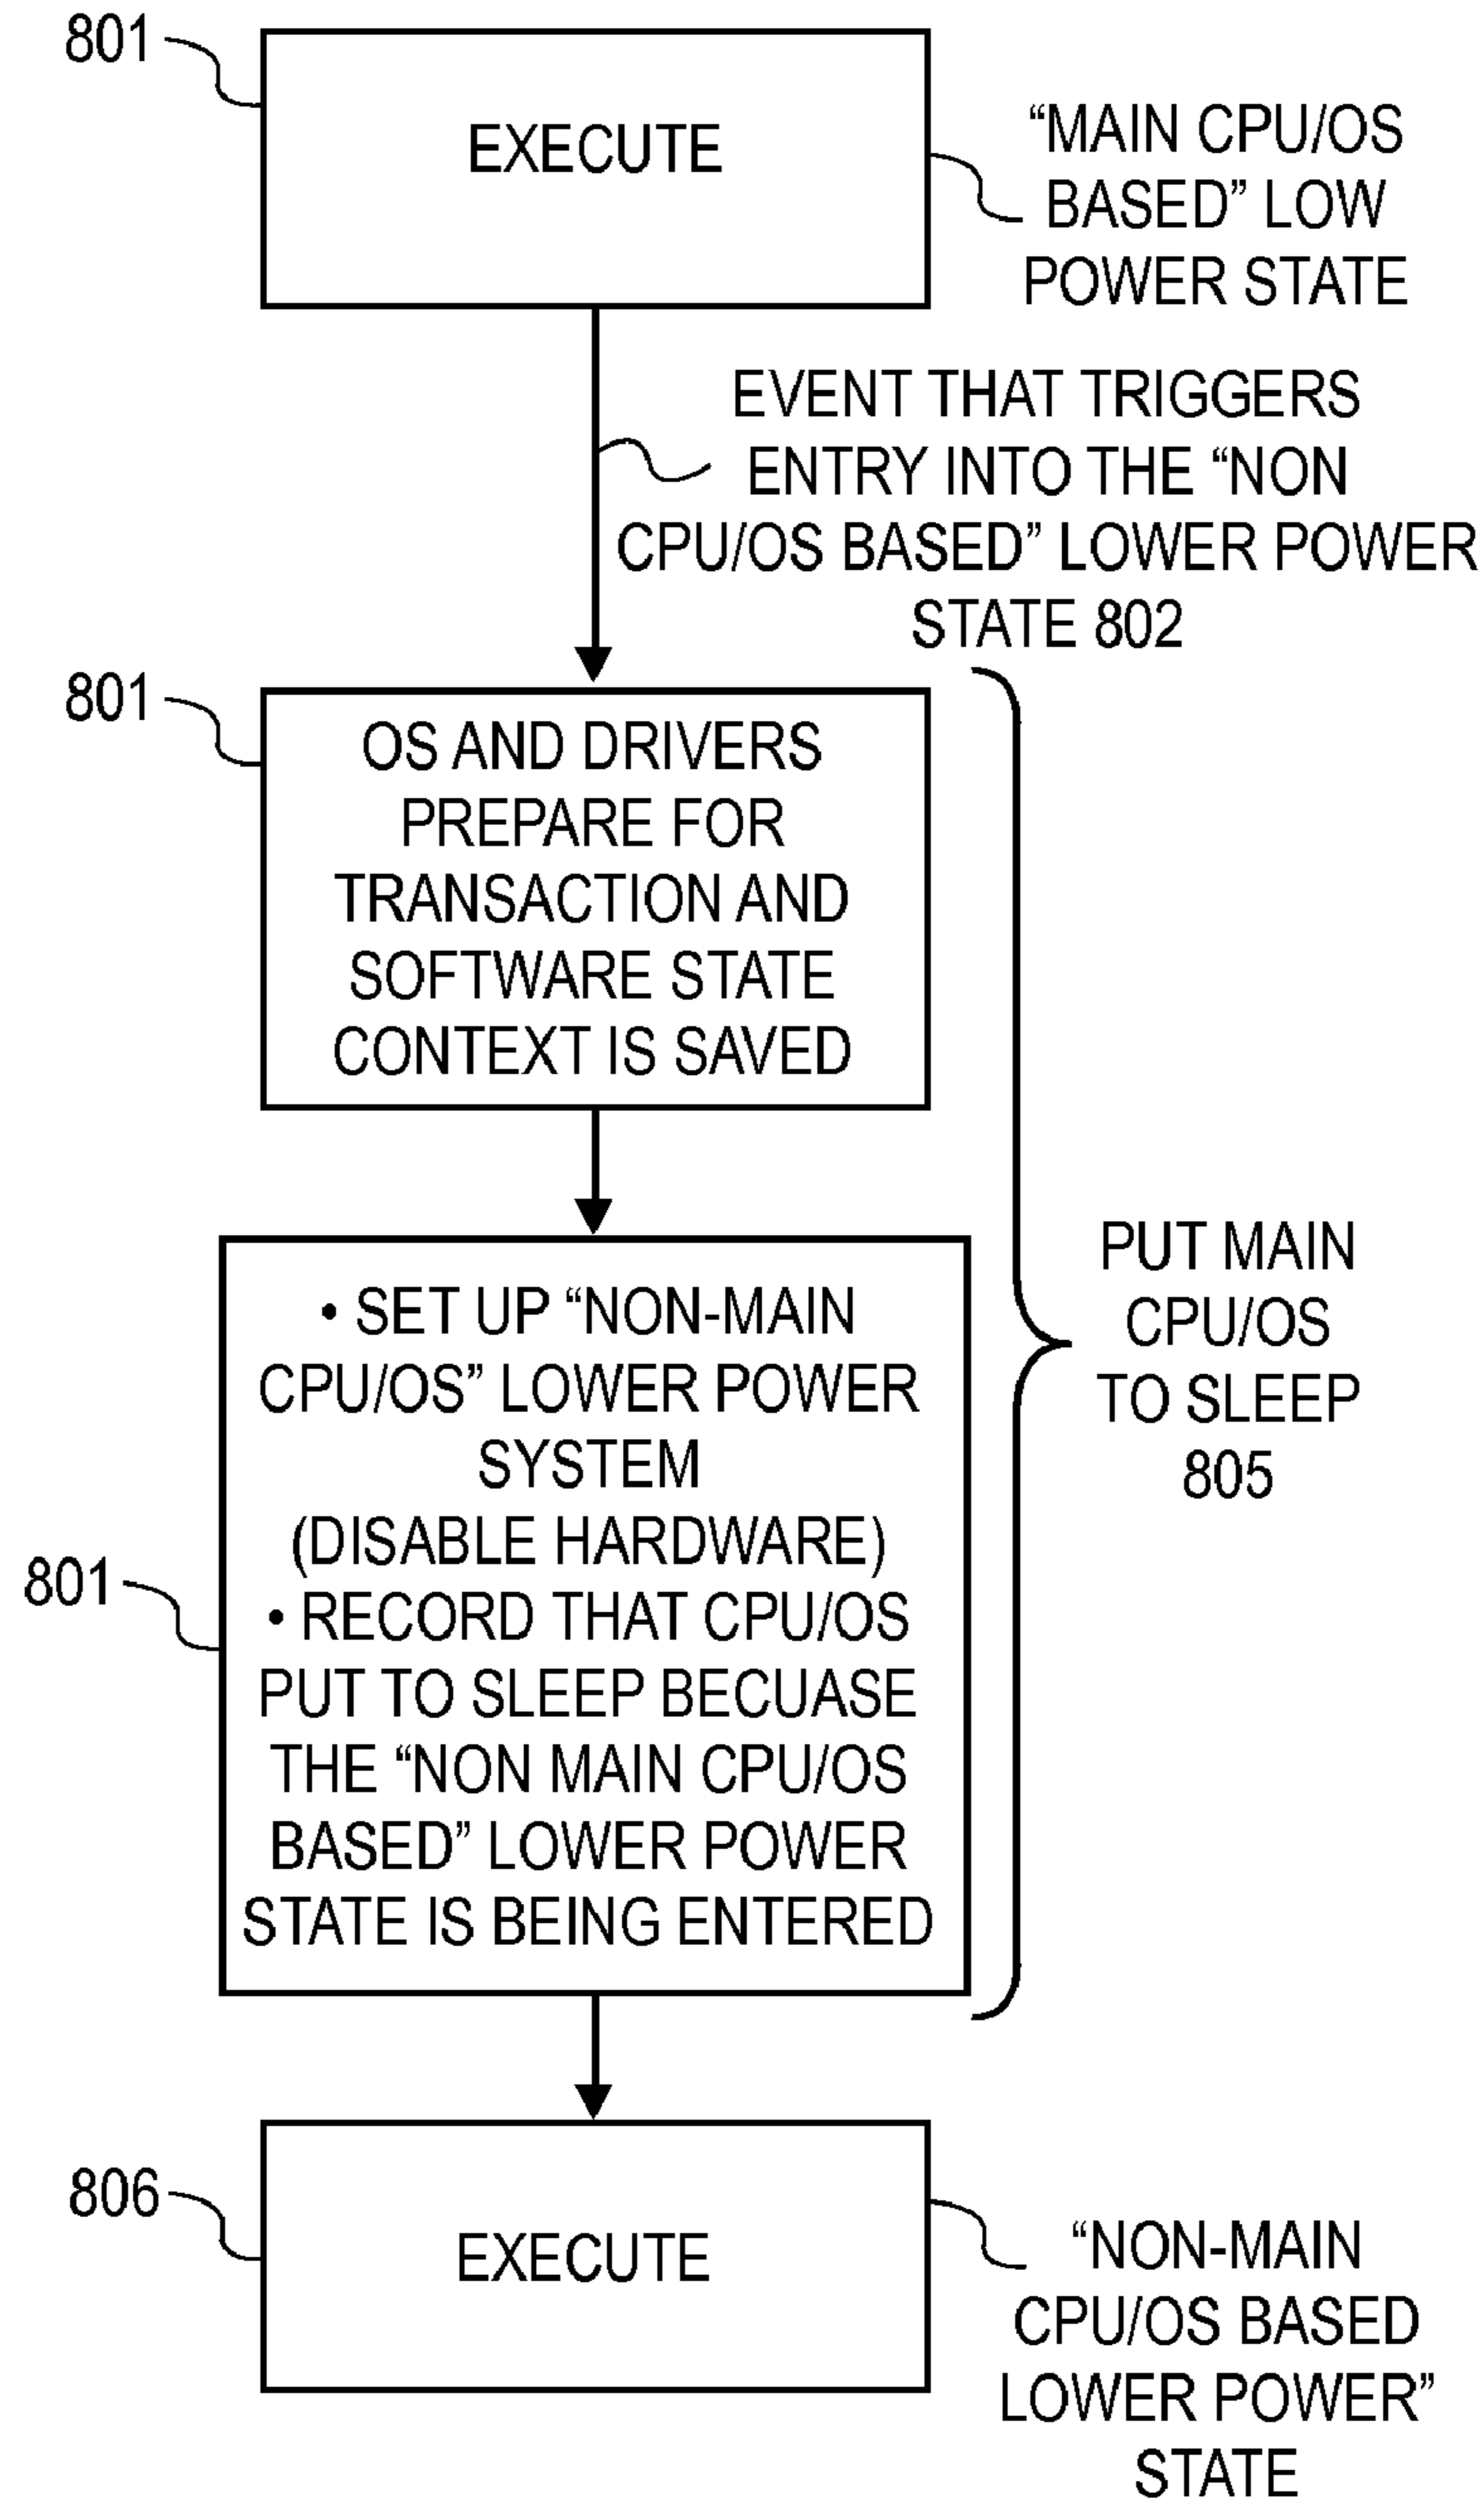 801
EXECUTE
“MAIN CPU/OS
BASED” LOW
POWER STATE
EVENT THAT TRIGGERS
ENTRY INTO THE “NON
CPU/OS BASED” LOWER POWER
STATE 802
801
OS AND DRIVERS
PREPARE FOR
TRANSACTION AND
SOFTWARE STATE
CONTEXT IS SAVED
801
• SET UP “NON-MAIN
CPU/OS” LOWER POWER
SYSTEM
(DISABLE HARDWARE)
• RECORD THAT CPU/OS
PUT TO SLEEP BECUASE
THE “NON MAIN CPU/OS
BASED” LOWER POWER
STATE IS BEING ENTERED
PUT MAIN
CPU/OS
TO SLEEP
805
806
EXECUTE
“NON-MAIN
CPU/OS BASED
LOWER POWER”
STATE